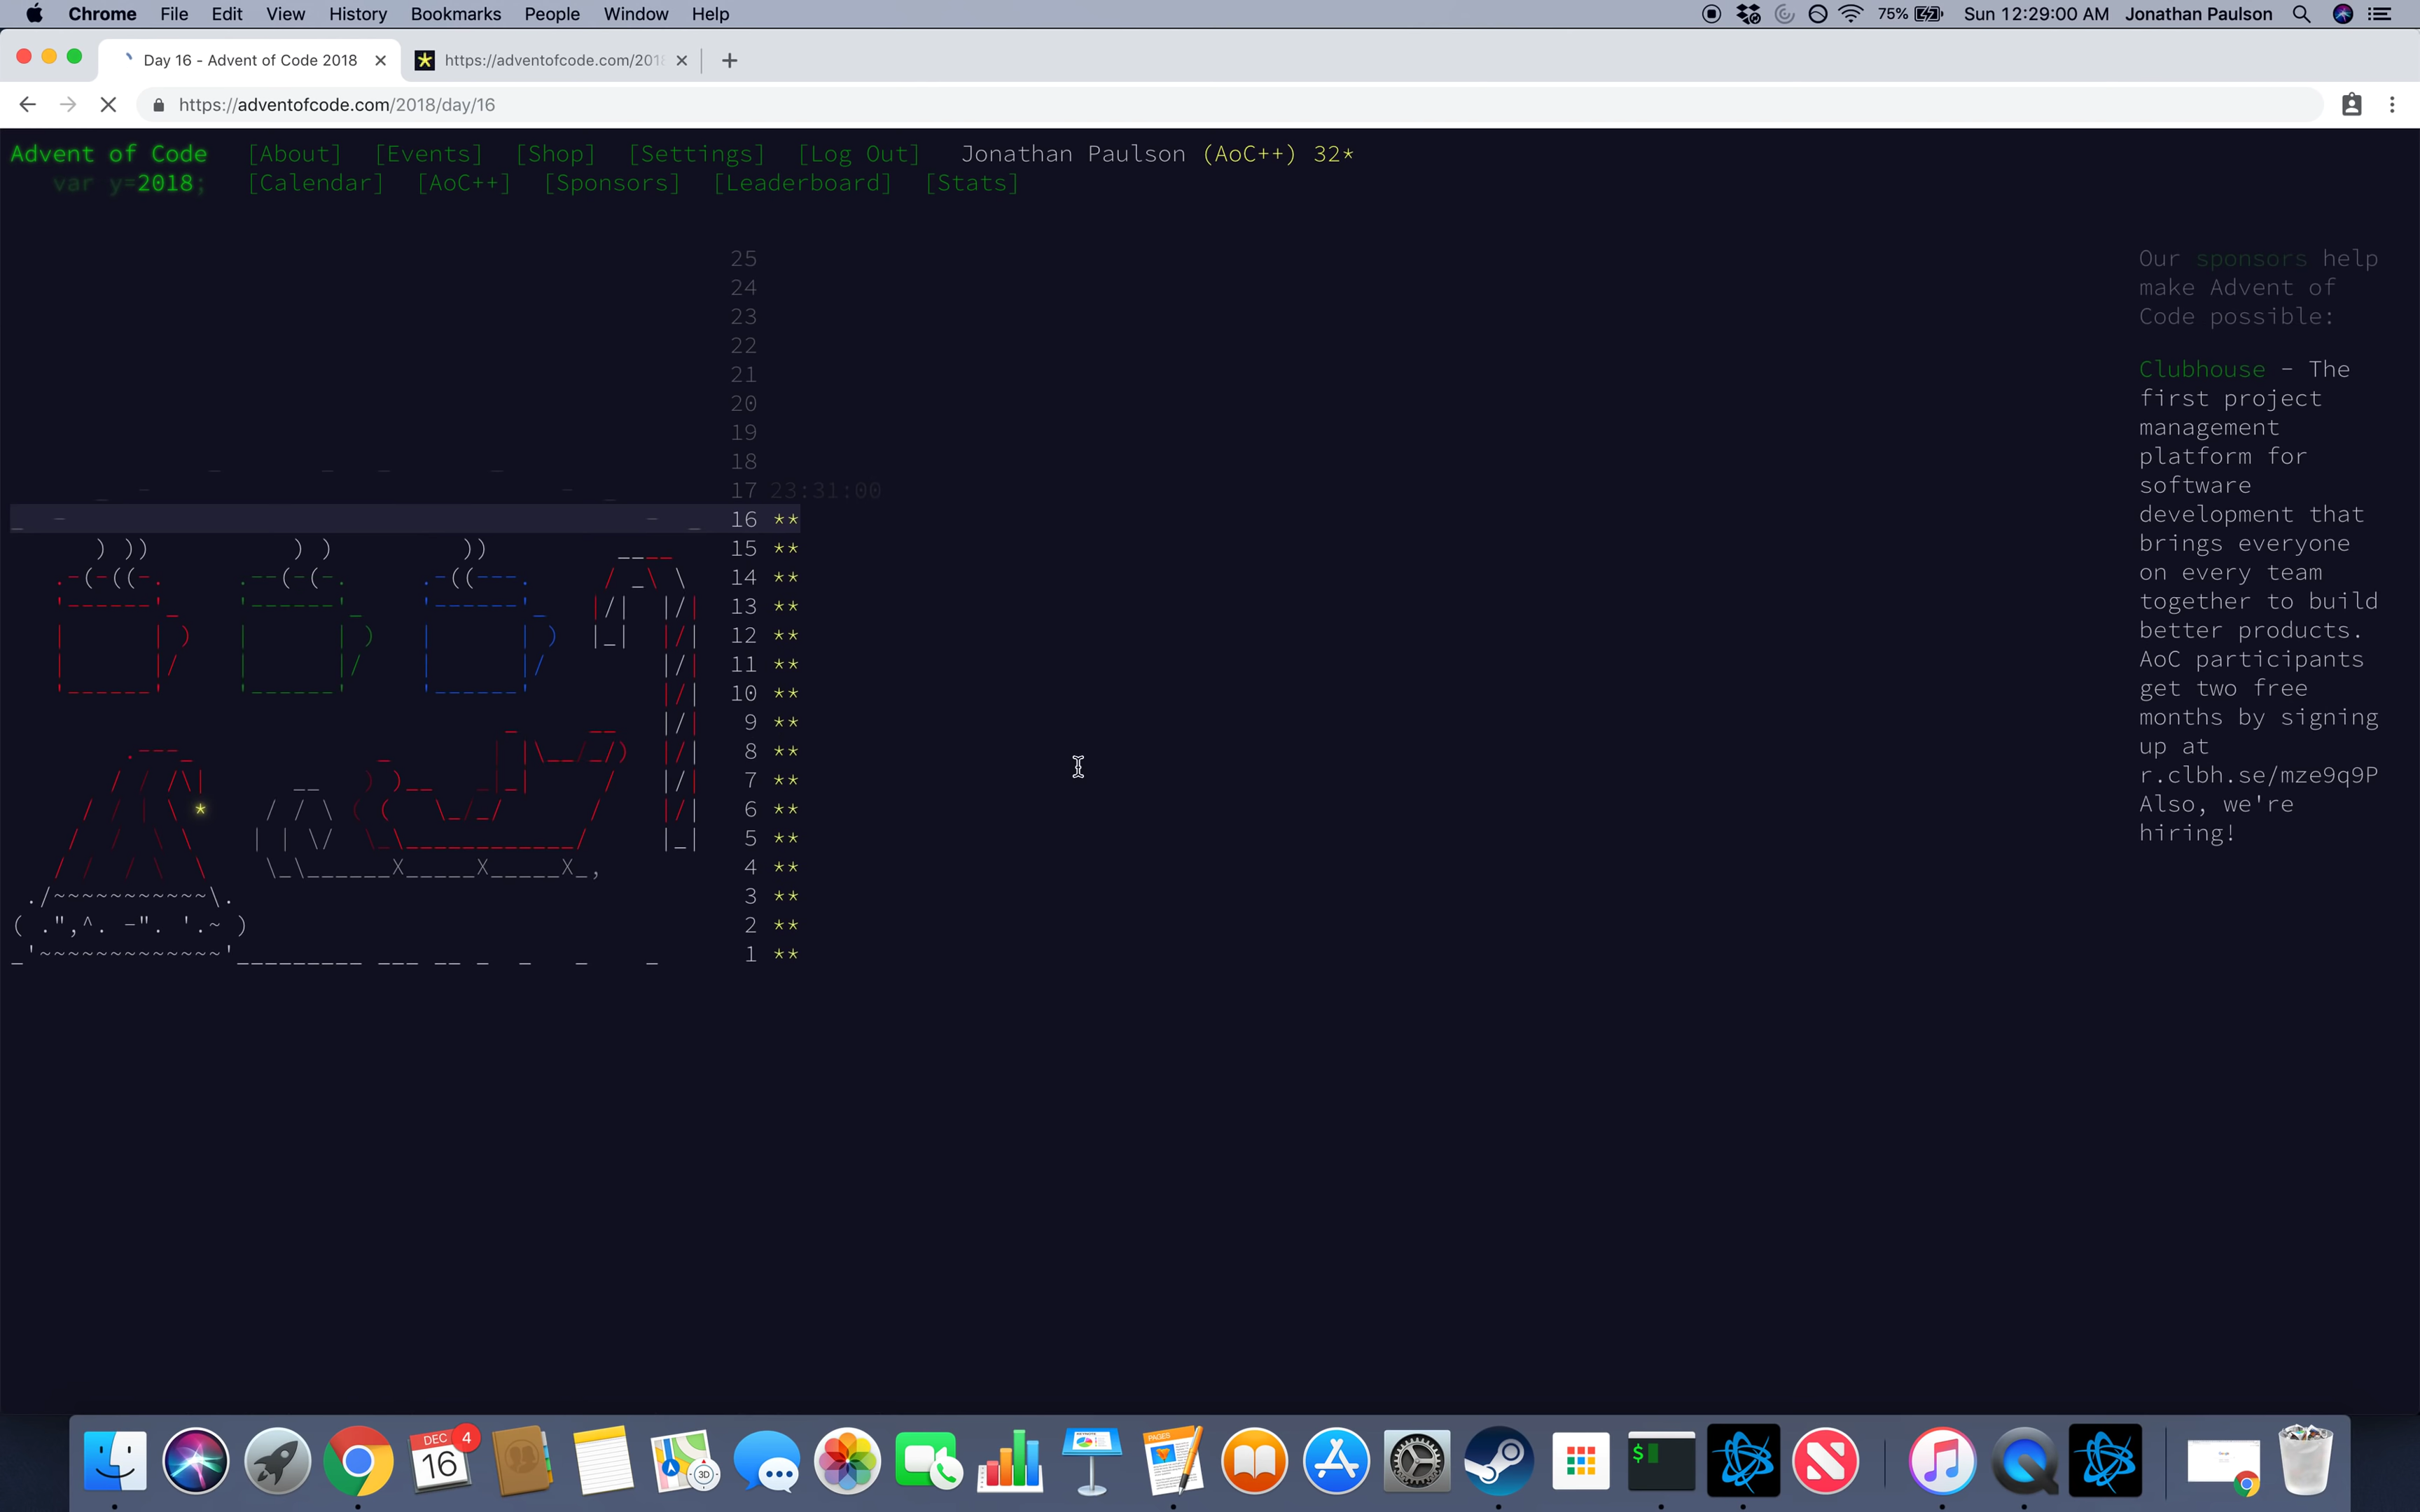 Chrome File Edit View History Bookmarks People Window Help 75% Sun 12:29:00 AM Jonathan Paulson
Day 16 - Advent of Code 2018 https://adventofcode.com/201
https://adventofcode.com/2018/day/16
Advent of Code [About] [Events] [Shop] [Settings] [Log Out] Jonathan Paulson (AoC++) 32*
var y=2018; [Calendar] [AoC++] [Sponsors] [Leaderboard] [Stats]
25
24
23
22
21
20
19
18
17 23:31:00
16 **
15 **
14 **
13 **
12 **
11 **
10 **
9 **
8 **
7 **
6 **
5 **
4 **
3 **
2 **
1 **
Our sponsors help
make Advent of
Code possible:
Clubhouse - The
first project
management
platform for
software
development that
brings everyone
on every team
together to build
better products.
AoC participants
get two free
months by signing
up at
r.clbh.se/mze9q9P
Also, we're
hiring!
DEC
16
4
3D
PAGES
$